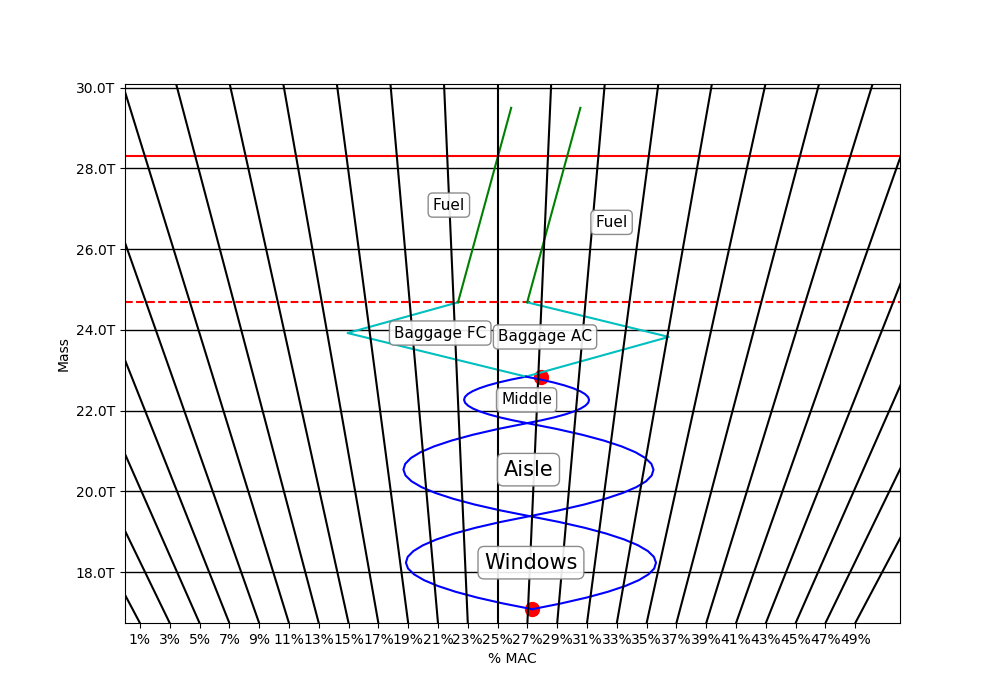 30.0T
28.0T
Fuel
Fuel
26.0T
24.0T
Baggage FC
Baggage AC
Mass
Middle
22.0T
Aisle
20.0T
Windows
18.0T
1% 3% 5% 7% 9% 11% 13% 15% 17% 19% 21% 23% 25% 27% 29% 31% 33% 35% 37% 39% 41% 43% 45% 47% 49%
% MAC